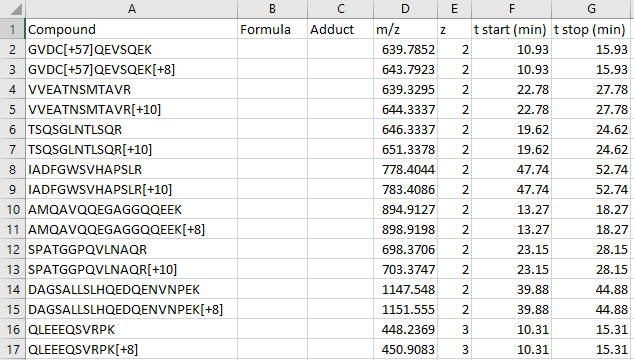 A B C D E F G
1 Compound Formula Adduct m/z z t start (min) t stop (min)
2 GVDC[+57]QEVSQEK 639.7852 2 10.93 15.93
3 GVDC[+57]QEVSQEK[+8] 643.7923 2 10.93 15.93
4 VVEATNSMTAVR 639.3295 2 22.78 27.78
5 VVEATNSMTAVR[+10] 644.3337 2 22.78 27.78
6 TSQSGLNTLSQR 646.3337 2 19.62 24.62
7 TSQSGLNTLSQR[+10] 651.3378 2 19.62 24.62
8 IADFGWSVHAPSLR 778.4044 2 47.74 52.74
9 IADFGWSVHAPSLR[+10] 783.4086 2 47.74 52.74
10 AMQAVQQEGAGGQQEEK 894.9127 2 13.27 18.27
11 AMQAVQQEGAGGQQEEK[+8] 898.9198 2 13.27 18.27
12 SPATGGPQVLNAQR 698.3706 2 23.15 28.15
13 SPATGGPQVLNAQR[+10] 703.3747 2 23.15 28.15
14 DAGSALLSLHQEDQENVNPEK 1147.548 2 39.88 44.88
15 DAGSALLSLHQEDQENVNPEK[+8] 1151.555 2 39.88 44.88
16 QLEEEQSVRPK 448.2369 3 10.31 15.31
17 QLEEEQSVRPK[+8] 450.9083 3 10.31 15.31